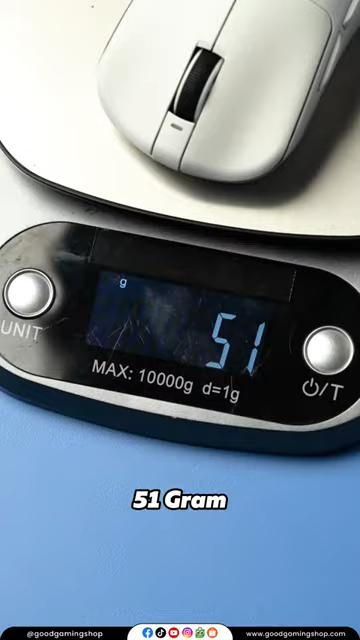 g
51
UNIT
MAX: 10000g d=1g
⏻/T
51 Gram
@goodgamingshop
www.goodgamingshop.com